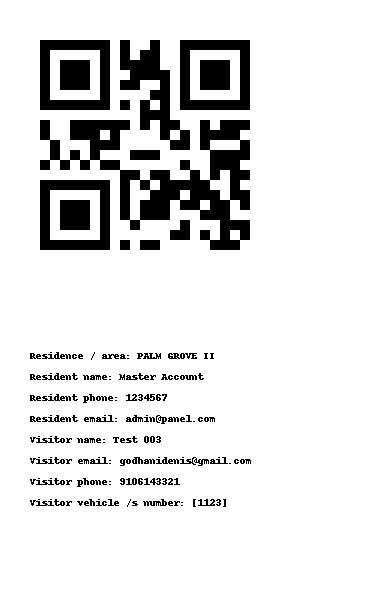 Residence / area: PALM GROVE II
Resident name: Master Account
Resident phone: 1234567
Resident email: admin@panel.com
Visitor name: Test 003
Visitor email: godhanidenis@gmail.com
Visitor phone: 9106143321
Visitor vehicle /s number: [1123]